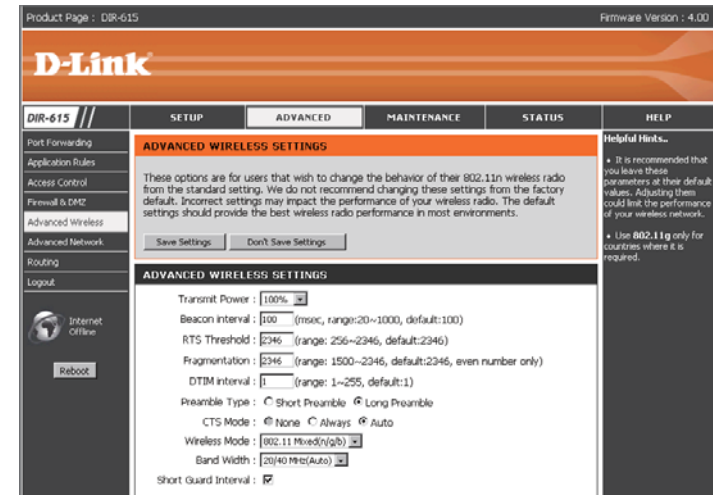 Product Page : DIR-615
Firmware Version : 4.00
D-Link
DIR-615
SETUP
ADVANCED
MAINTENANCE
STATUS
HELP
Port Forwarding
Application Rules
Access Control
Firewall & DMZ
Advanced Wireless
Advanced Network
Routing
Logout
Internet
Offline
Reboot
ADVANCED WIRELESS SETTINGS
These options are for users that wish to change the behavior of their 802.11n wireless radio
from the standard setting. We do not recommend changing these settings from the factory
default. Incorrect settings may impact the performance of your wireless radio. The default
settings should provide the best wireless radio performance in most environments.
Save Settings
Don't Save Settings
ADVANCED WIRELESS SETTINGS
Transmit Power : 100%
Beacon interval : 100 (msec, range:20~1000, default:100)
RTS Threshold : 2346 (range: 256~2346, default:2346)
Fragmentation : 2346 (range: 1500~2346, default:2346, even number only)
DTIM interval : 1 (range: 1~255, default:1)
Preamble Type : Short Preamble Long Preamble
CTS Mode : None Always Auto
Wireless Mode : 802.11 Mixed(n/g/b)
Band Width : 20/40 MHz(Auto)
Short Guard Interval :
Helpful Hints..
• It is recommended that
you leave these
parameters at their default
values. Adjusting them
could limit the performance
of your wireless network.
• Use 802.11g only for
countries where it is
required.